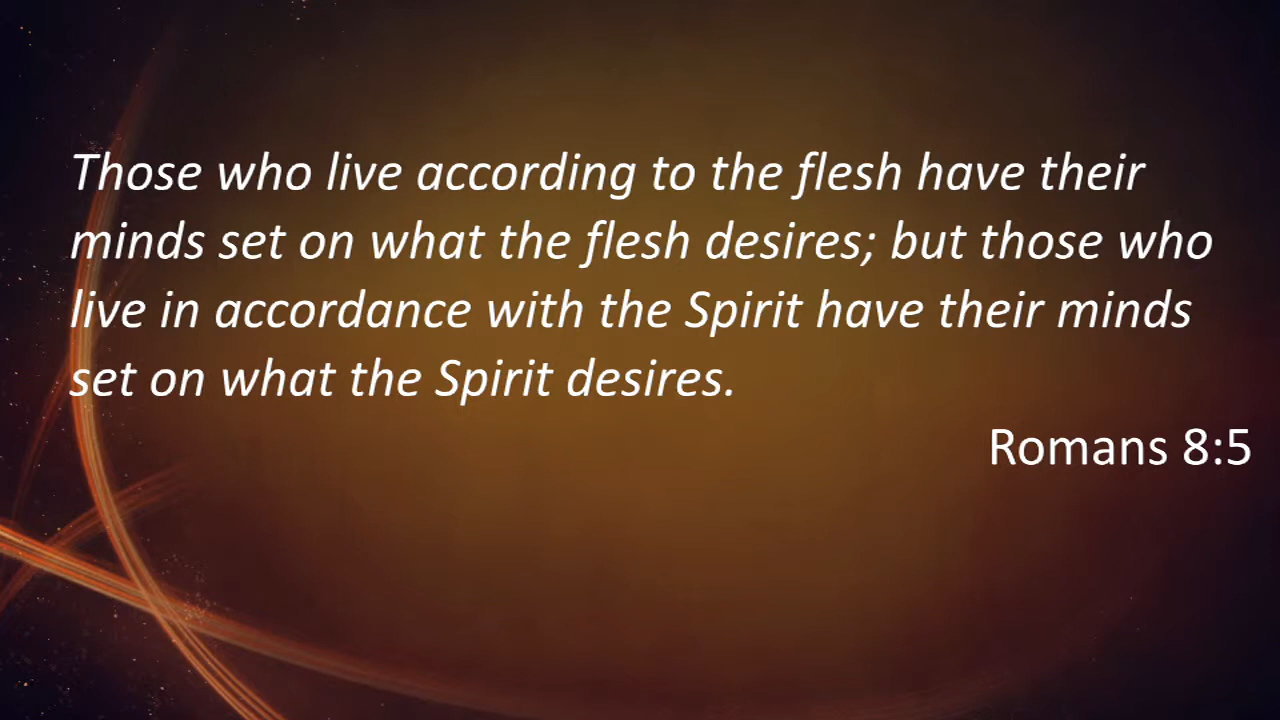 Those who live according to the flesh have their
minds set on what the flesh desires; but those who
live in accordance with the Spirit have their minds
set on what the Spirit desires.
Romans 8:5